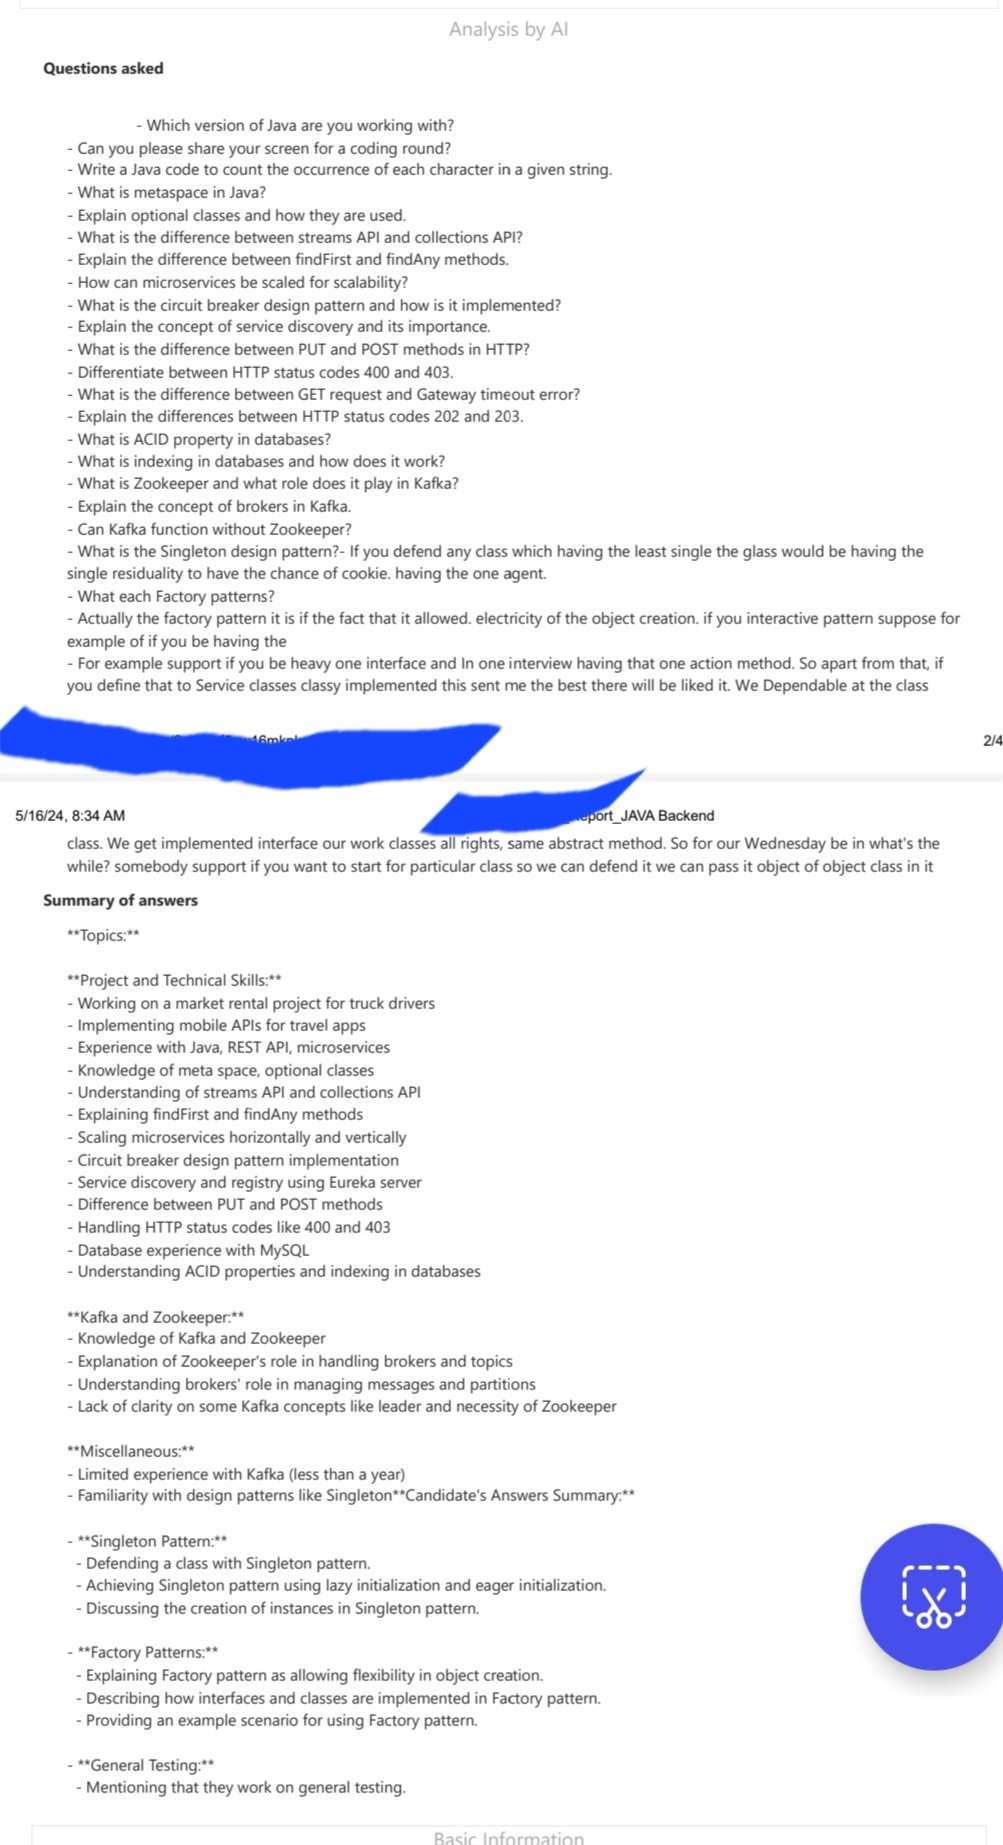 Analysis by AI
Questions asked
- Which version of Java are you working with?
- Can you please share your screen for a coding round?
- Write a Java code to count the occurrence of each character in a given string.
- What is metaspace in Java?
- Explain optional classes and how they are used.
- What is the difference between streams API and collections API?
- Explain the difference between findFirst and findAny methods.
- How can microservices be scaled for scalability?
- What is the circuit breaker design pattern and how is it implemented?
- Explain the concept of service discovery and its importance.
- What is the difference between PUT and POST methods in HTTP?
- Differentiate between HTTP status codes 400 and 403.
- What is the difference between GET request and Gateway timeout error?
- Explain the differences between HTTP status codes 202 and 203.
- What is ACID property in databases?
- What is indexing in databases and how does it work?
- What is Zookeeper and what role does it play in Kafka?
- Explain the concept of brokers in Kafka.
- Can Kafka function without Zookeeper?
- What is the Singleton design pattern?- If you defend any class which having the least single the glass would be having the
single residuality to have the chance of cookie. having the one agent.
- What each Factory patterns?
- Actually the factory pattern it is if the fact that it allowed. electricity of the object creation. if you interactive pattern suppose for
example of if you be having the
- For example support if you be heavy one interface and In one interview having that one action method. So apart from that, if
you define that to Service classes classy implemented this sent me the best there will be liked it. We Dependable at the class
2/4
5/16/24, 8:34 AM
port_JAVA Backend
class. We get implemented interface our work classes all rights, same abstract method. So for our Wednesday be in what's the
while? somebody support if you want to start for particular class so we can defend it we can pass it object of object class in it
Summary of answers
**Topics:**
**Project and Technical Skills:**
- Working on a market rental project for truck drivers
- Implementing mobile APIs for travel apps
- Experience with Java, REST API, microservices
- Knowledge of meta space, optional classes
- Understanding of streams API and collections API
- Explaining findFirst and findAny methods
- Scaling microservices horizontally and vertically
- Circuit breaker design pattern implementation
- Service discovery and registry using Eureka server
- Difference between PUT and POST methods
- Handling HTTP status codes like 400 and 403
- Database experience with MySQL
- Understanding ACID properties and indexing in databases
**Kafka and Zookeeper:**
- Knowledge of Kafka and Zookeeper
- Explanation of Zookeeper's role in handling brokers and topics
- Understanding brokers' role in managing messages and partitions
- Lack of clarity on some Kafka concepts like leader and necessity of Zookeeper
**Miscellaneous:**
- Limited experience with Kafka (less than a year)
- Familiarity with design patterns like Singleton**Candidate's Answers Summary:**
- **Singleton Pattern:**
- Defending a class with Singleton pattern.
- Achieving Singleton pattern using lazy initialization and eager initialization.
- Discussing the creation of instances in Singleton pattern.
- **Factory Patterns:**
- Explaining Factory pattern as allowing flexibility in object creation.
- Describing how interfaces and classes are implemented in Factory pattern.
- Providing an example scenario for using Factory pattern.
- **General Testing:**
- Mentioning that they work on general testing.
Basic Information